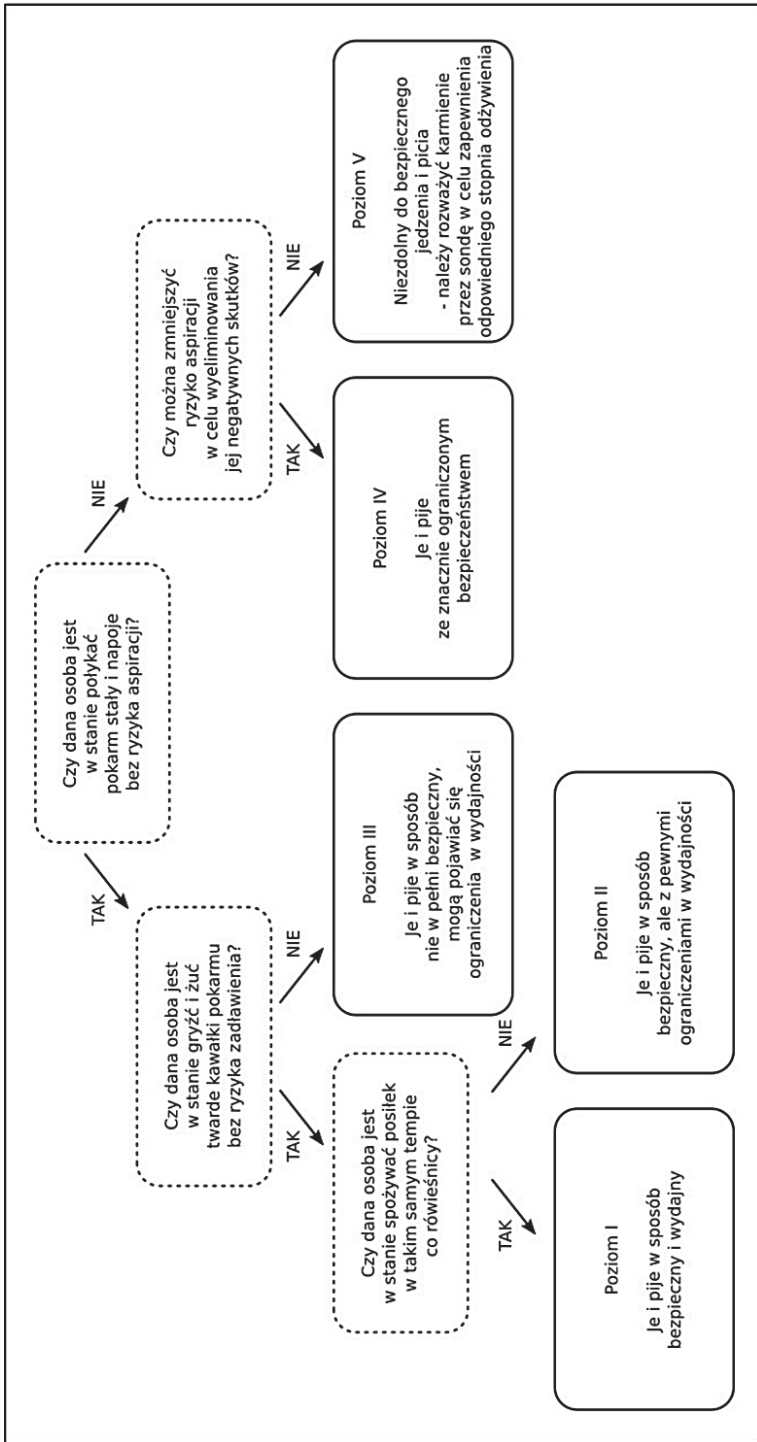 Czy dana osoba jest
w stanie połykać
pokarm stały i napoje
bez ryzyka aspiracji?
TAK
NIE
Czy dana osoba jest
w stanie gryźć i żuć
twarde kawałki pokarmu
bez ryzyka zadławienia?
Czy można zmniejszyć
ryzyko aspiracji
w celu wyeliminowania
jej negatywnych skutków?
TAK
NIE
TAK
NIE
Czy dana osoba jest
w stanie spożywać posiłek
w takim samym tempie
co rówieśnicy?
Poziom III
Je i pije w sposób
nie w pełni bezpieczny,
mogą pojawiać się
ograniczenia w wydajności
Poziom IV
Je i pije
ze znacznie ograniczonym
bezpieczeństwem
Poziom V
Niezdolny do bezpiecznego
jedzenia i picia
- należy rozważyć karmienie
przez sondę w celu zapewnienia
odpowiedniego stopnia odżywienia
TAK
NIE
Poziom I
Je i pije w sposób
bezpieczny i wydajny
Poziom II
Je i pije w sposób
bezpieczny, ale z pewnymi
ograniczeniami w wydajności